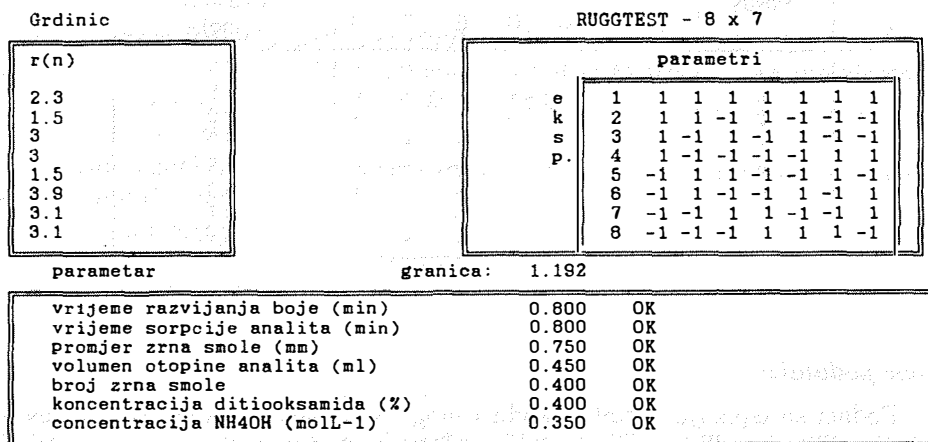 Grdinic RUGGTEST - 8 x 7
r(n)
2.3
1.5
3
3
1.5
3.9
3.1
3.1
parametri
e 1 1 1 1 1 1 1 1
k 2 1 1 -1 1 -1 -1 -1
s 3 1 -1 1 -1 1 -1 -1
p. 4 1 -1 -1 -1 -1 1 1
5 -1 1 1 -1 -1 1 -1
6 -1 1 -1 -1 1 -1 1
7 -1 -1 1 1 -1 -1 1
8 -1 -1 -1 1 1 1 -1
parametar granica: 1.192
vrijeme razvijanja boje (min) 0.800 OK
vrijeme sorpcije analita (min) 0.800 OK
promjer zrna smole (mm) 0.750 OK
volumen otopine analita (ml) 0.450 OK
broj zrna smole 0.400 OK
koncentracija ditiooksamida (%) 0.400 OK
concentracija NH4OH (molL-1) 0.350 OK